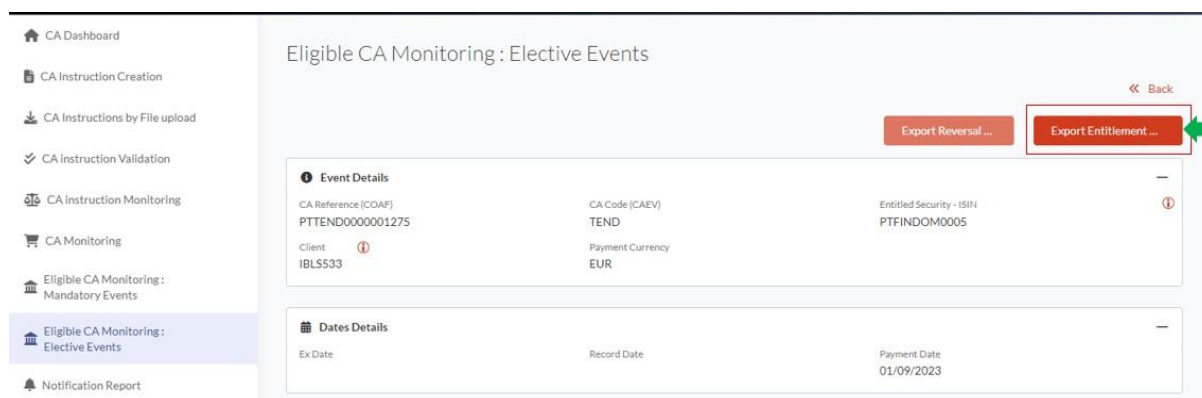 CA Dashboard
CA Instruction Creation
CA Instructions by File upload
CA instruction Validation
CA instruction Monitoring
CA Monitoring
Eligible CA Monitoring :
Mandatory Events
Eligible CA Monitoring :
Elective Events
Notification Report
Eligible CA Monitoring : Elective Events
Back
Export Reversal ...
Export Entitlement ...
Event Details
CA Reference (COAF)
PTTEND0000001275
CA Code (CAEV)
TEND
Entitled Security - ISIN
PTFINDOM0005
Client
IBLS533
Payment Currency
EUR
Dates Details
Ex Date
Record Date
Payment Date
01/09/2023